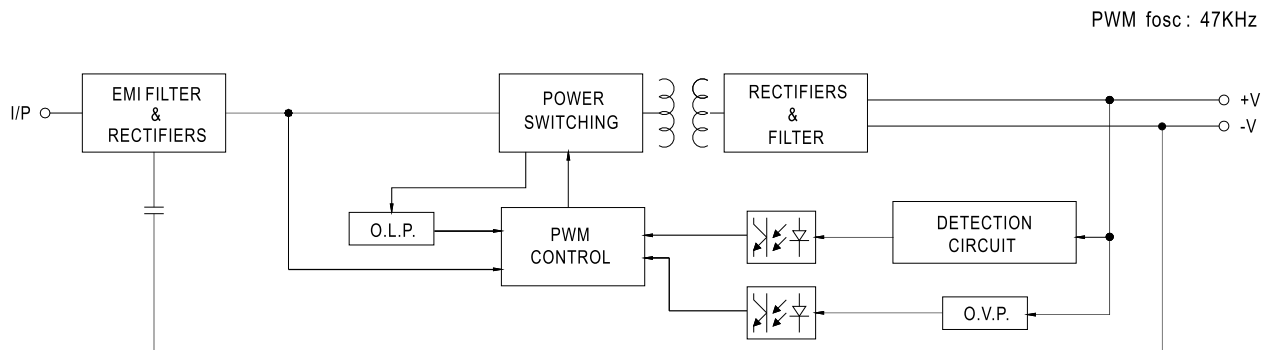 PWM fosc : 47KHz
I/P
EMI FILTER
&
RECTIFIERS
POWER
SWITCHING
RECTIFIERS
&
FILTER
+V
-V
O.L.P.
PWM
CONTROL
DETECTION
CIRCUIT
O.V.P.